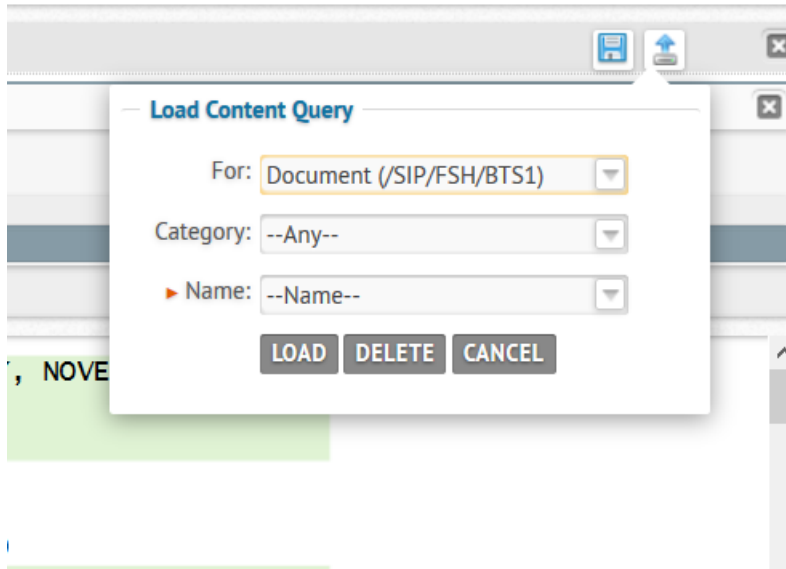 Load Content Query
For: Document (/SIP/FSH/BTS1)
Category: --Any--
Name: --Name--
LOAD DELETE CANCEL
, NOVE